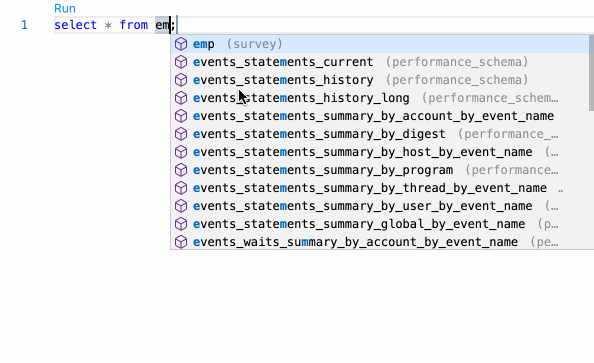 Run
1 select * from em;
emp (survey)
events_statements_current (performance_schema)
events_statements_history (performance_schema)
events_statements_history_long (performance_schem…
events_statements_summary_by_account_by_event_name
events_statements_summary_by_digest (performance_…
events_statements_summary_by_host_by_event_name (…
events_statements_summary_by_program (performance…
events_statements_summary_by_thread_by_event_name …
events_statements_summary_by_user_by_event_name (…
events_statements_summary_global_by_event_name (p…
events_waits_summary_by_account_by_event_name (pe…